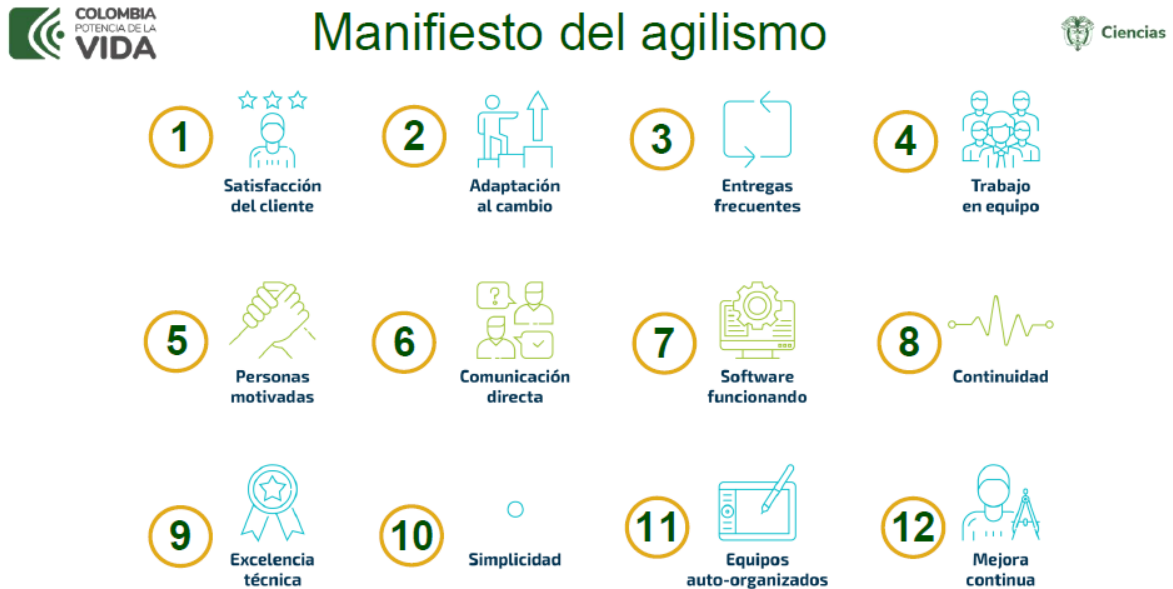 COLOMBIA
POTENCIA DE LA
VIDA
Manifiesto del agilismo
Ciencias
1
Satisfacción
del cliente
2
Adaptación
al cambio
3
Entregas
frecuentes
4
Trabajo
en equipo
5
Personas
motivadas
6
?
Comunicación
directa
7
Software
funcionando
8
Continuidad
9
Excelencia
técnica
10
Simplicidad
11
Equipos
auto-organizados
12
Mejora
continua